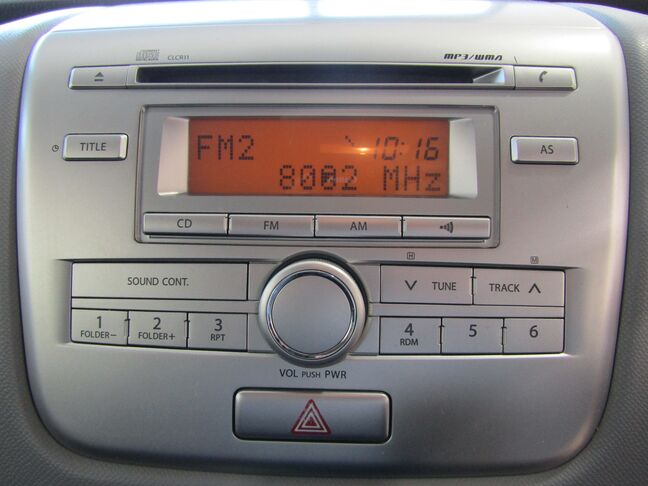 CLCR11
MP3/WMA
TITLE
AS
FM2 10:16
MHz
CD FM AM
SOUND CONT.
H M
TUNE TRACK
1 2 3 4 5 6
FOLDER− FOLDER+ RPT RDM
VOL PUSH PWR